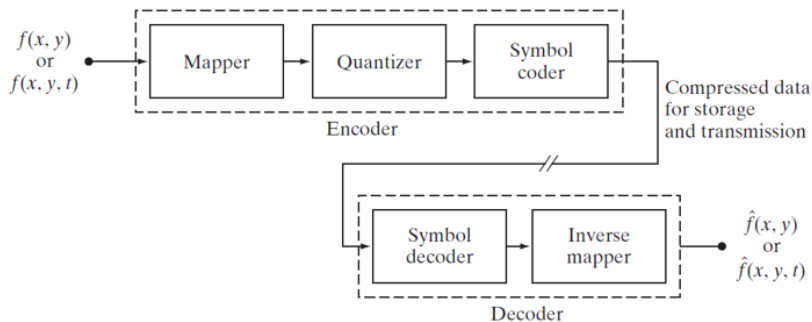 f(x, y)
or
f(x, y, t)
Mapper
Quantizer
Symbol
coder
Encoder
Compressed data
for storage
and transmission
Symbol
decoder
Inverse
mapper
Decoder
f̂(x, y)
or
f̂(x, y, t)